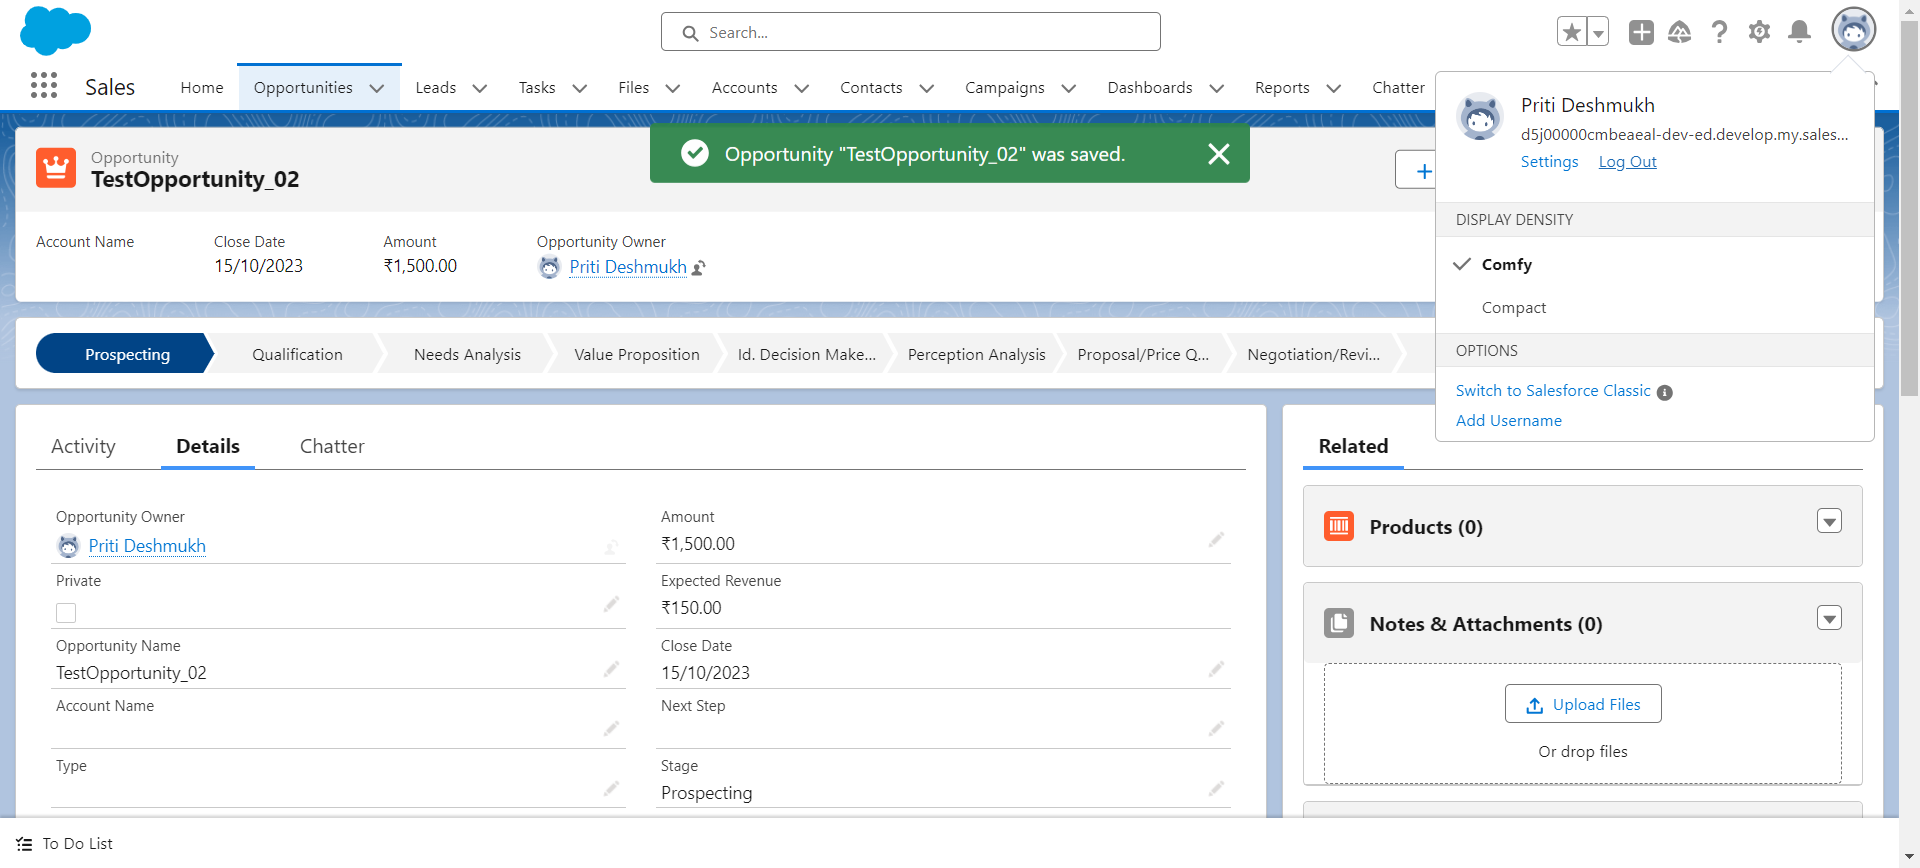 Search...
Sales
Home
Opportunities
Leads
Tasks
Files
Accounts
Contacts
Campaigns
Dashboards
Reports
Chatter
Opportunity
TestOpportunity_02
Opportunity "TestOpportunity_02" was saved.
Priti Deshmukh
d5j00000cmbeaeal-dev-ed.develop.my.sales...
Settings
Log Out
DISPLAY DENSITY
Comfy
Compact
OPTIONS
Switch to Salesforce Classic
Add Username
Account Name
Close Date
15/10/2023
Amount
₹1,500.00
Opportunity Owner
Priti Deshmukh
Prospecting
Qualification
Needs Analysis
Value Proposition
Id. Decision Make...
Perception Analysis
Proposal/Price Q...
Negotiation/Revi...
Activity
Details
Chatter
Opportunity Owner
Priti Deshmukh
Amount
₹1,500.00
Private
Expected Revenue
₹150.00
Opportunity Name
TestOpportunity_02
Close Date
15/10/2023
Account Name
Next Step
Type
Stage
Prospecting
Related
Products (0)
Notes & Attachments (0)
Upload Files
Or drop files
To Do List